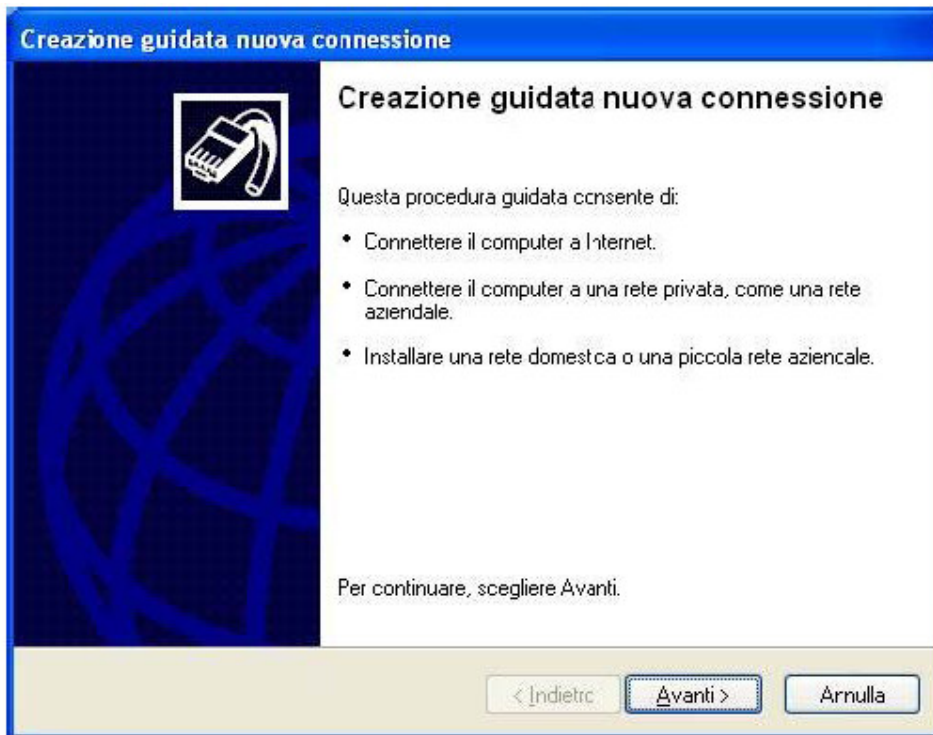 Creazione guidata nuova connessione
Creazione guidata nuova connessione
Questa procedura guidata consente di:
• Connettere il computer a Internet.
• Connettere il computer a una rete privata, come una rete
aziendale.
• Installare una rete domestica o una piccola rete aziendale.
Per continuare, scegliere Avanti.
< Indietro
Avanti >
Annulla